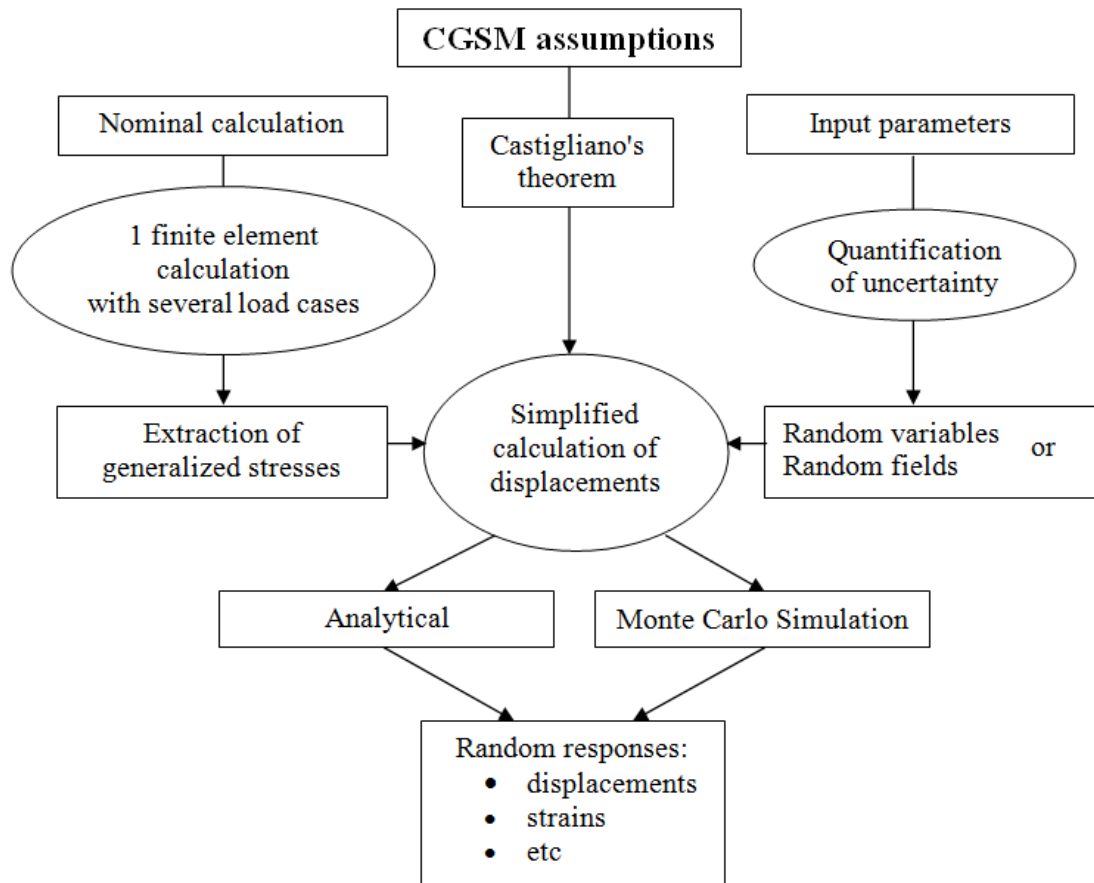 CGSM assumptions
Nominal calculation
Castigliano's
theorem
Input parameters
1 finite element
calculation
with several load cases
Quantification
of uncertainty
Extraction of
generalized stresses
Simplified
calculation of
displacements
Random variables or
Random fields
Analytical
Monte Carlo Simulation
Random responses:
• displacements
• strains
• etc